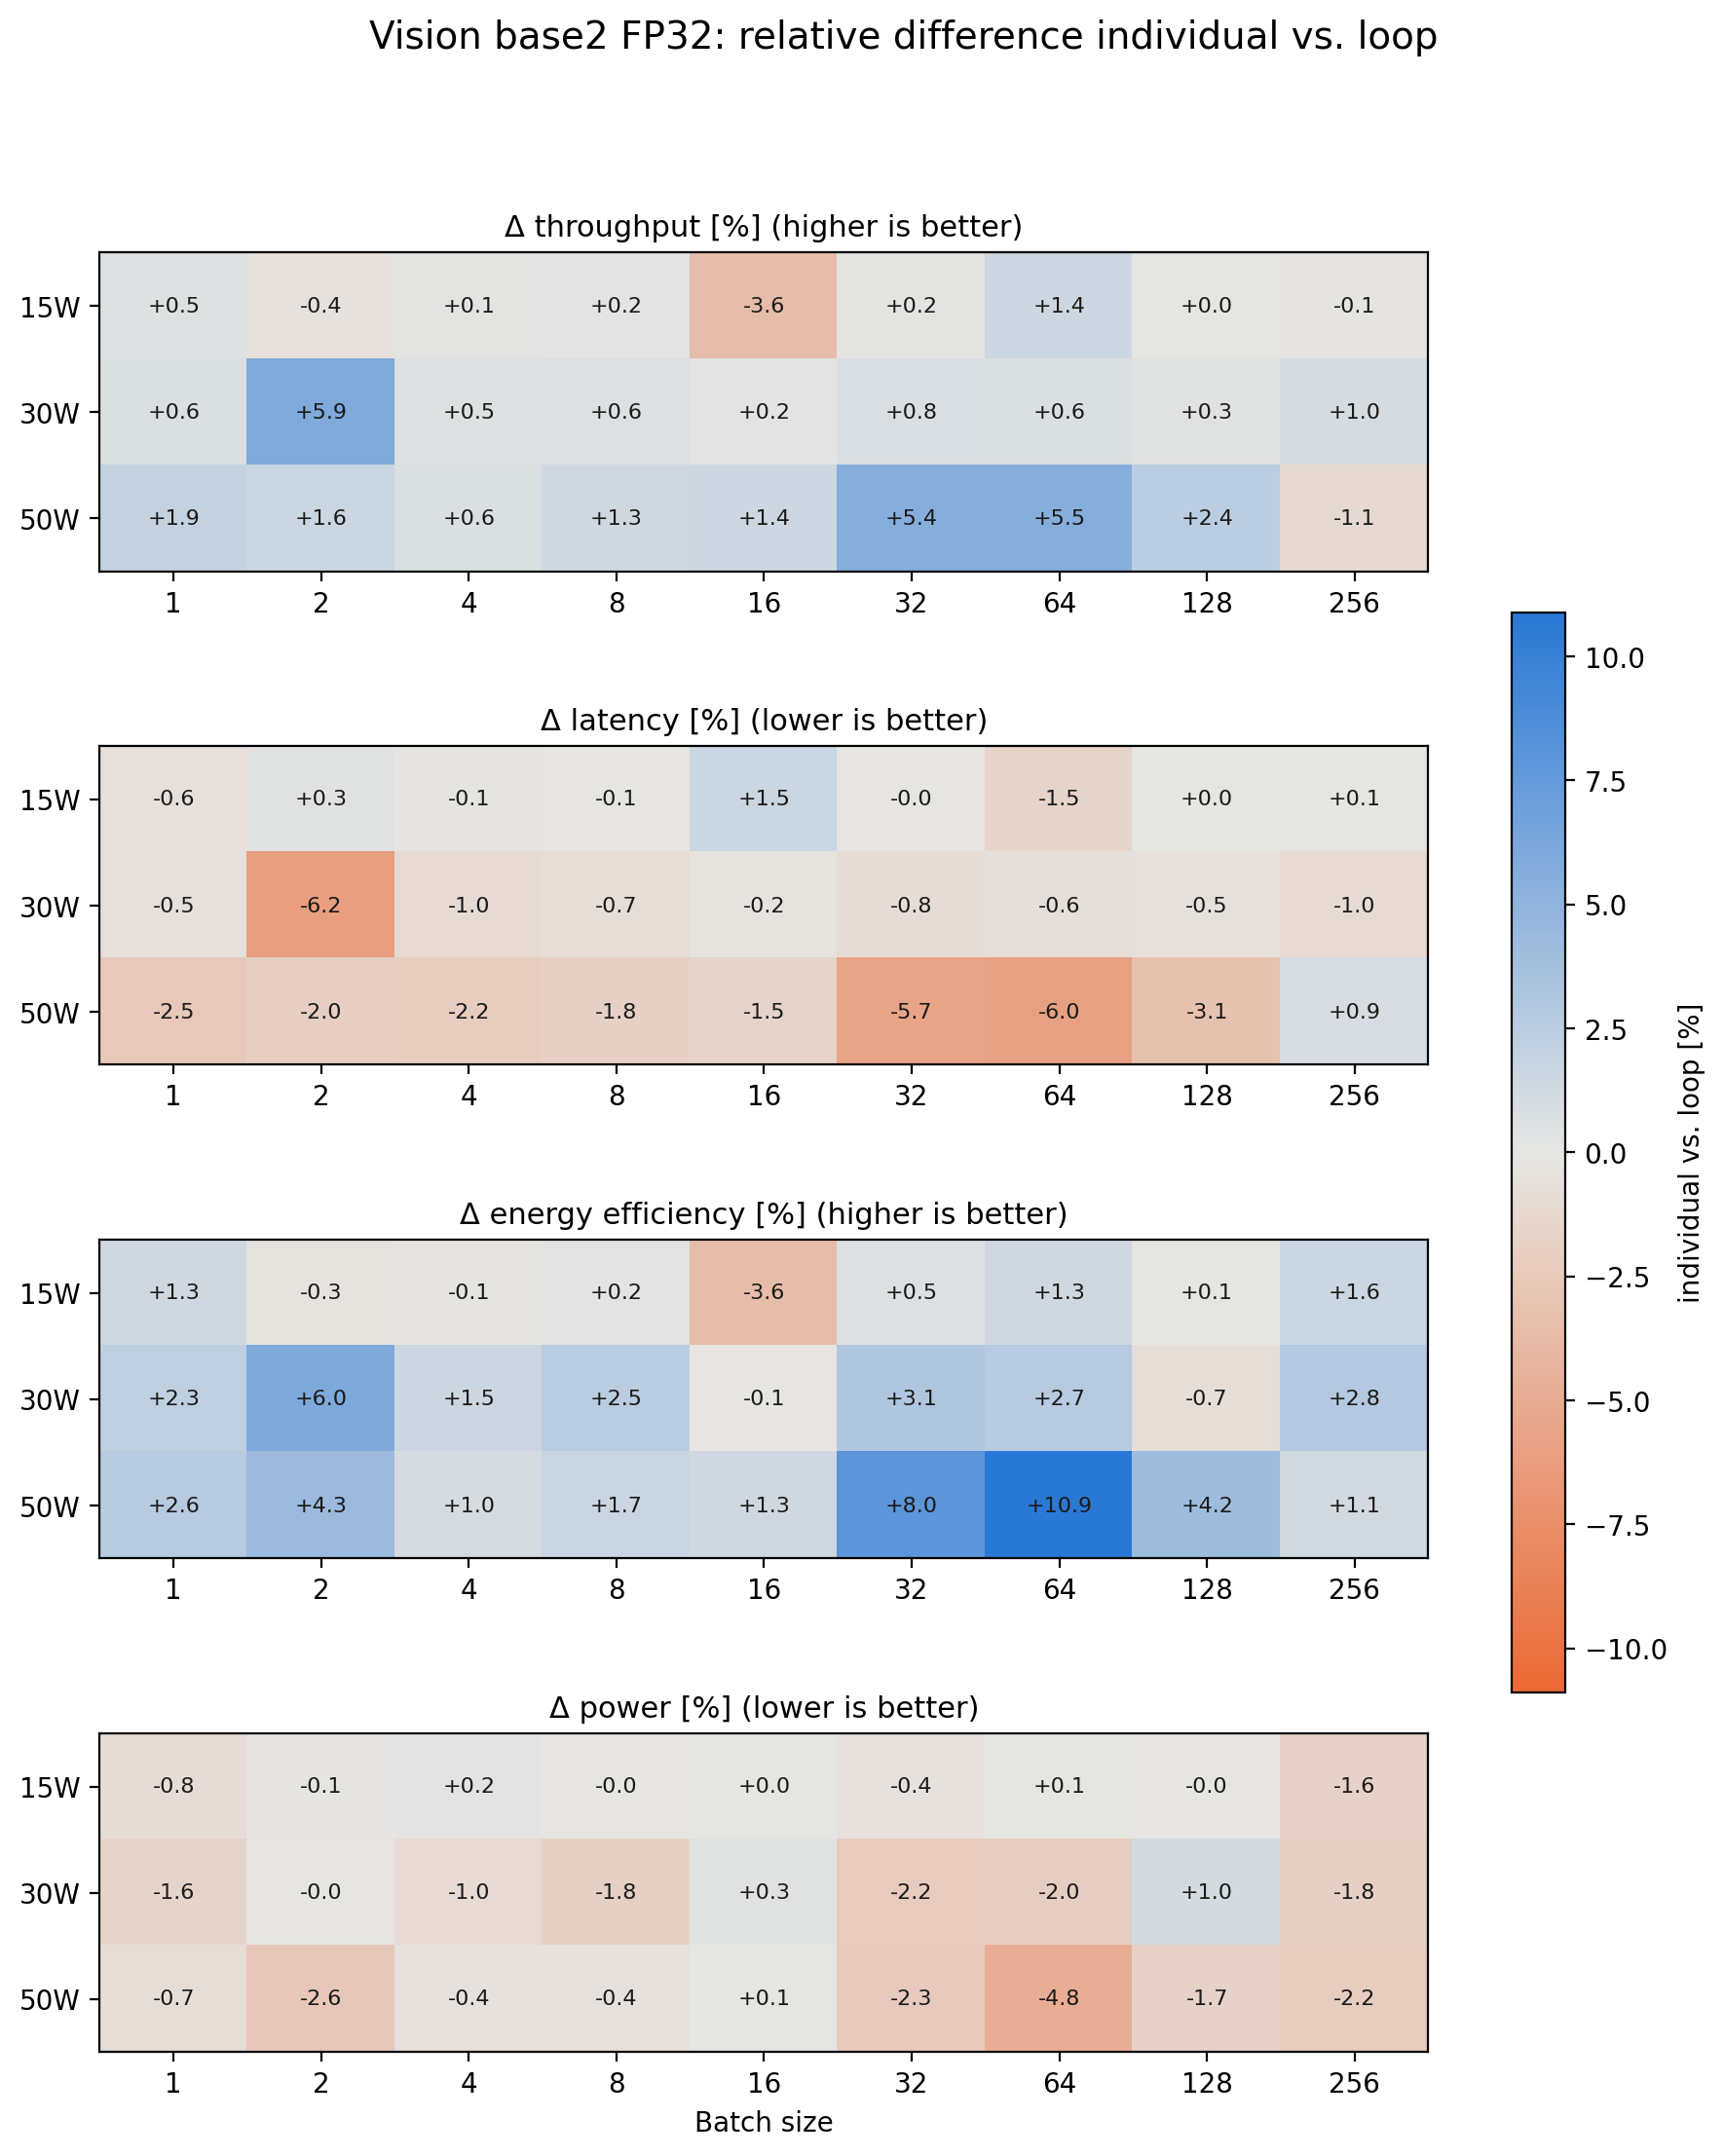 Vision base2 FP32: relative difference individual vs. loop
Δ throughput [%] (higher is better)
15W +0.5 -0.4 +0.1 +0.2 -3.6 +0.2 +1.4 +0.0 -0.1
30W +0.6 +5.9 +0.5 +0.6 +0.2 +0.8 +0.6 +0.3 +1.0
50W +1.9 +1.6 +0.6 +1.3 +1.4 +5.4 +5.5 +2.4 -1.1
1 2 4 8 16 32 64 128 256
Δ latency [%] (lower is better)
15W -0.6 +0.3 -0.1 -0.1 +1.5 -0.0 -1.5 +0.0 +0.1
30W -0.5 -6.2 -1.0 -0.7 -0.2 -0.8 -0.6 -0.5 -1.0
50W -2.5 -2.0 -2.2 -1.8 -1.5 -5.7 -6.0 -3.1 +0.9
1 2 4 8 16 32 64 128 256
Δ energy efficiency [%] (higher is better)
15W +1.3 -0.3 -0.1 +0.2 -3.6 +0.5 +1.3 +0.1 +1.6
30W +2.3 +6.0 +1.5 +2.5 -0.1 +3.1 +2.7 -0.7 +2.8
50W +2.6 +4.3 +1.0 +1.7 +1.3 +8.0 +10.9 +4.2 +1.1
1 2 4 8 16 32 64 128 256
Δ power [%] (lower is better)
15W -0.8 -0.1 +0.2 -0.0 +0.0 -0.4 +0.1 -0.0 -1.6
30W -1.6 -0.0 -1.0 -1.8 +0.3 -2.2 -2.0 +1.0 -1.8
50W -0.7 -2.6 -0.4 -0.4 +0.1 -2.3 -4.8 -1.7 -2.2
1 2 4 8 16 32 64 128 256
Batch size
10.0
7.5
5.0
2.5
0.0
−2.5
−5.0
−7.5
−10.0
individual vs. loop [%]